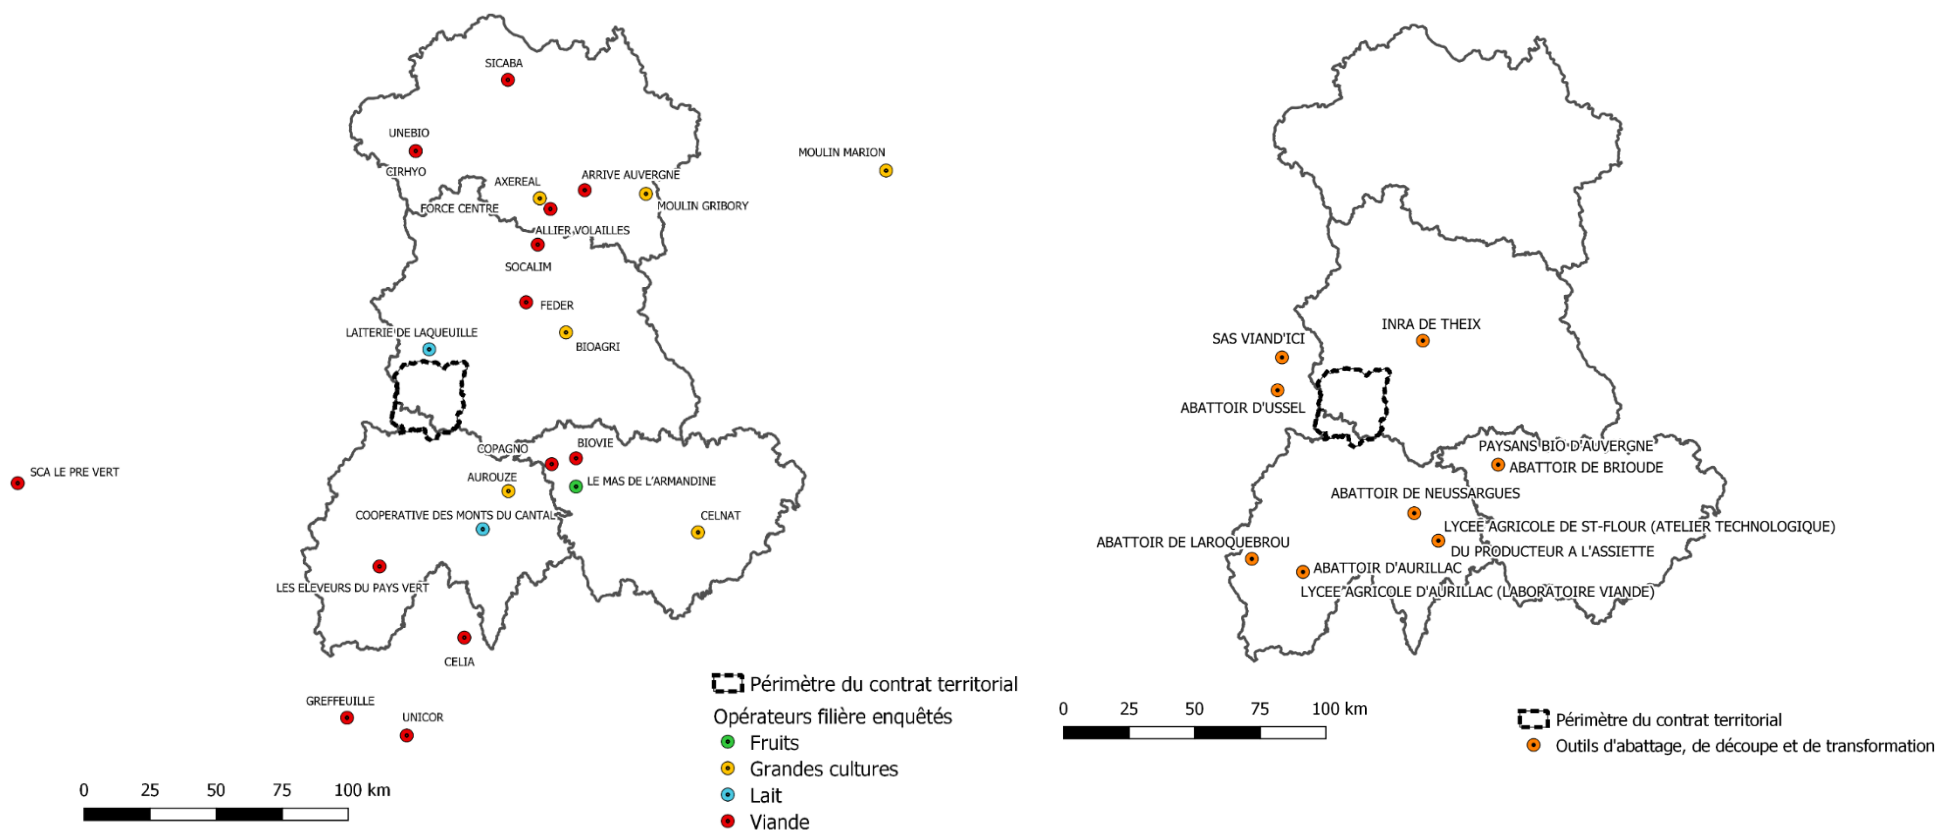 SICABA
UNEBIO
CIRHYO
MOULIN MARION
AXEREAL
ARRIVE AUVERGNE
FORCE CENTRE
MOULIN GRIBORY
ALLIER VOLAILLES
SOCALIM
FEDER
LAITERIE DE LAQUEUILLE
BIOAGRI
COPAGNO
BIOVIE
SCA LE PRE VERT
AUROUZE
LE MAS DE L'ARMANDINE
COOPERATIVE DES MONTS DU CANTAL
CELNAT
LES ELEVEURS DU PAYS VERT
CELIA
GREFFEUILLE
UNICOR
Périmètre du contrat territorial
Opérateurs filière enquêtés
Fruits
Grandes cultures
Lait
Viande
0 25 50 75 100 km
INRA DE THEIX
SAS VIAND'ICI
ABATTOIR D'USSEL
PAYSANS BIO D'AUVERGNE
ABATTOIR DE BRIOUDE
ABATTOIR DE NEUSSARGUES
LYCEE AGRICOLE DE ST-FLOUR (ATELIER TECHNOLOGIQUE)
ABATTOIR DE LAROQUEBROU
DU PRODUCTEUR A L'ASSIETTE
ABATTOIR D'AURILLAC
LYCEE AGRICOLE D'AURILLAC (LABORATOIRE VIANDE)
0 25 50 75 100 km
Périmètre du contrat territorial
Outils d'abattage, de découpe et de transformation